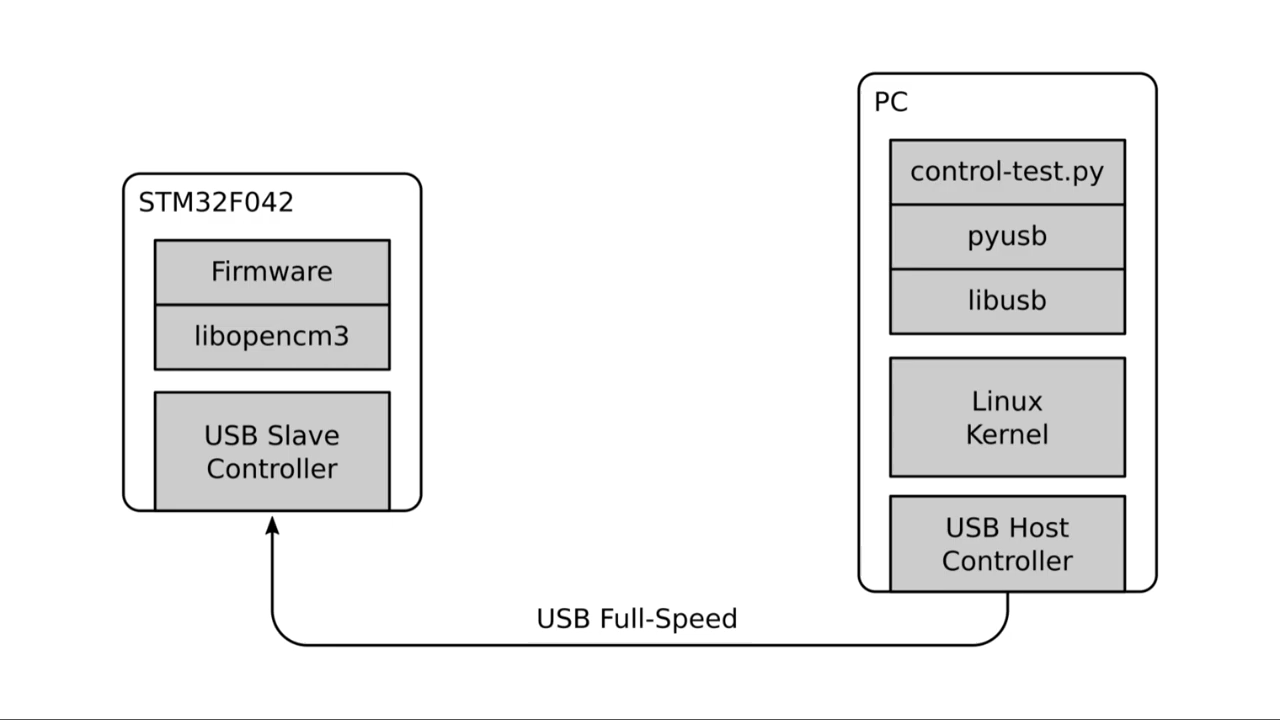 STM32F042
Firmware
libopencm3
USB Slave
Controller
PC
control-test.py
pyusb
libusb
Linux
Kernel
USB Host
Controller
USB Full-Speed